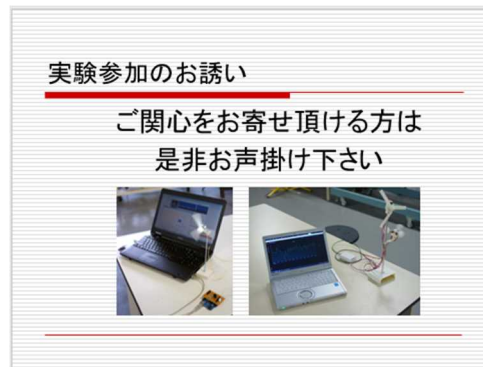 実験参加のお誘い
ご関心をお寄せ頂ける方は
是非お声掛け下さい